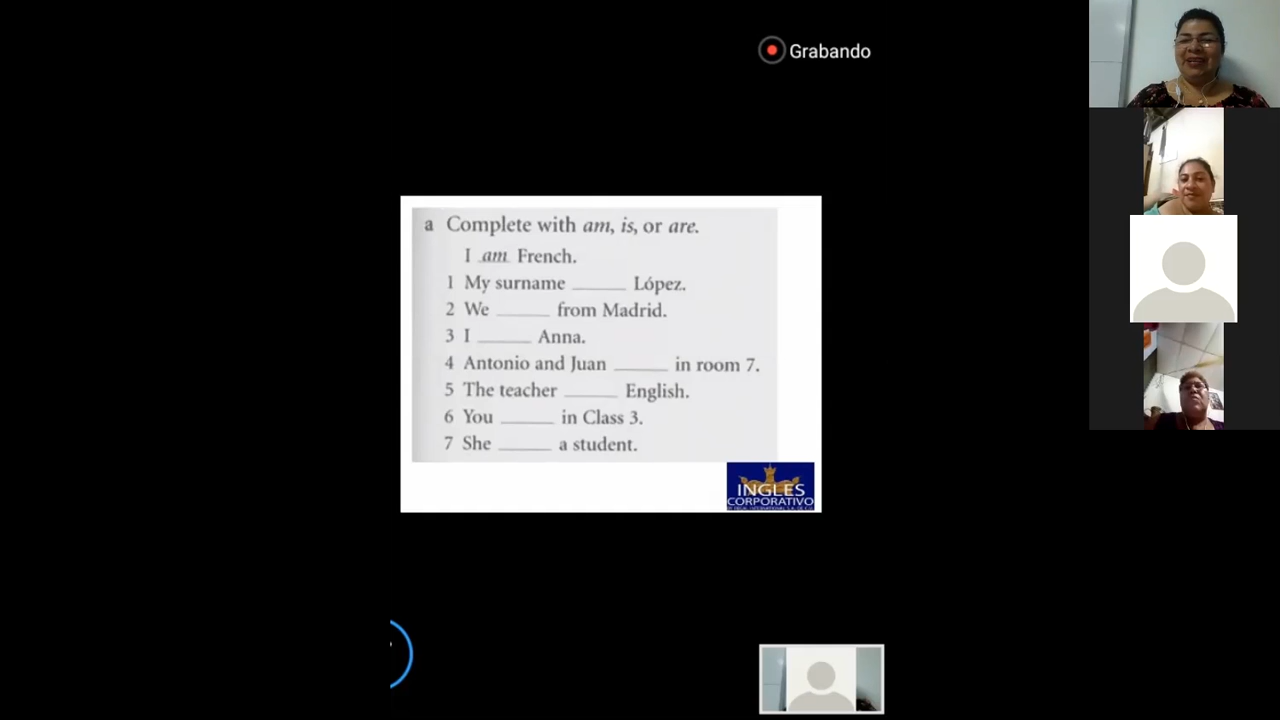 Grabando
a Complete with am, is, or are.
I am French.
1 My surname ______ López.
2 We ______ from Madrid.
3 I ______ Anna.
4 Antonio and Juan ______ in room 7.
5 The teacher ______ English.
6 You ______ in Class 3.
7 She ______ a student.
INGLES
CORPORATIVO